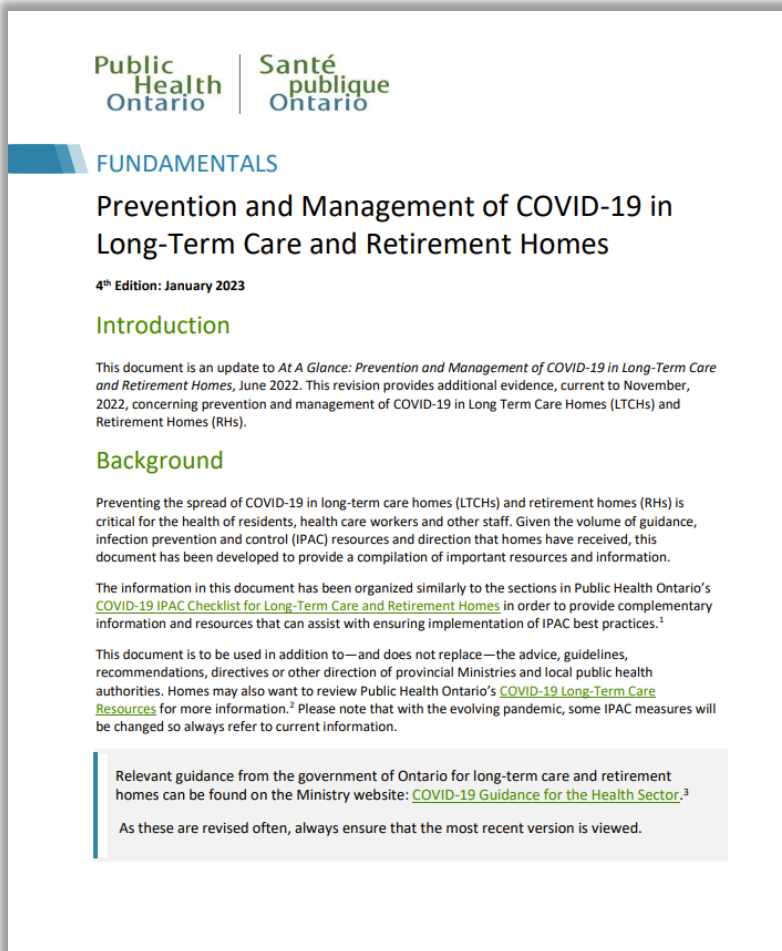 Public Health Ontario
Santé publique Ontario
FUNDAMENTALS
Prevention and Management of COVID-19 in
Long-Term Care and Retirement Homes
4th Edition: January 2023
Introduction
This document is an update to At A Glance: Prevention and Management of COVID-19 in Long-Term Care
and Retirement Homes, June 2022. This revision provides additional evidence, current to November,
2022, concerning prevention and management of COVID-19 in Long Term Care Homes (LTCHs) and
Retirement Homes (RHs).
Background
Preventing the spread of COVID-19 in long-term care homes (LTCHs) and retirement homes (RHs) is
critical for the health of residents, health care workers and other staff. Given the volume of guidance,
infection prevention and control (IPAC) resources and direction that homes have received, this
document has been developed to provide a compilation of important resources and information.
The information in this document has been organized similarly to the sections in Public Health Ontario’s
COVID-19 IPAC Checklist for Long-Term Care and Retirement Homes in order to provide complementary
information and resources that can assist with ensuring implementation of IPAC best practices.1
This document is to be used in addition to—and does not replace—the advice, guidelines,
recommendations, directives or other direction of provincial Ministries and local public health
authorities. Homes may also want to review Public Health Ontario’s COVID-19 Long-Term Care
Resources for more information.2 Please note that with the evolving pandemic, some IPAC measures will
be changed so always refer to current information.
Relevant guidance from the government of Ontario for long-term care and retirement
homes can be found on the Ministry website: COVID-19 Guidance for the Health Sector.3
As these are revised often, always ensure that the most recent version is viewed.